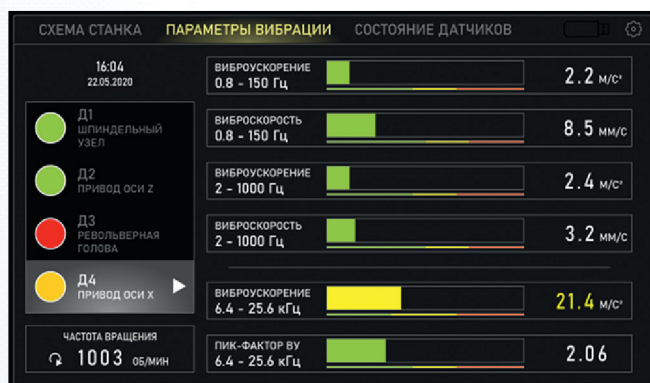 СХЕМА СТАНКА ПАРАМЕТРЫ ВИБРАЦИИ СОСТОЯНИЕ ДАТЧИКОВ
16:04
22.05.2020
Д1
ШПИНДЕЛЬНЫЙ
УЗЕЛ
Д2
ПРИВОД ОСИ Z
Д3
РЕВОЛЬВЕРНАЯ
ГОЛОВА
Д4
ПРИВОД ОСИ X
ЧАСТОТА ВРАЩЕНИЯ
1003 ОБ/МИН
ВИБРОУСКОРЕНИЕ
0.8 - 150 Гц
2.2 М/С²
ВИБРОСКОРОСТЬ
0.8 - 150 Гц
8.5 ММ/С
ВИБРОУСКОРЕНИЕ
2 - 1000 Гц
2.4 М/С²
ВИБРОСКОРОСТЬ
2 - 1000 Гц
3.2 ММ/С
ВИБРОУСКОРЕНИЕ
6.4 - 25.6 кГц
21.4 М/С²
ПИК-ФАКТОР ВУ
6.4 - 25.6 кГц
2.06